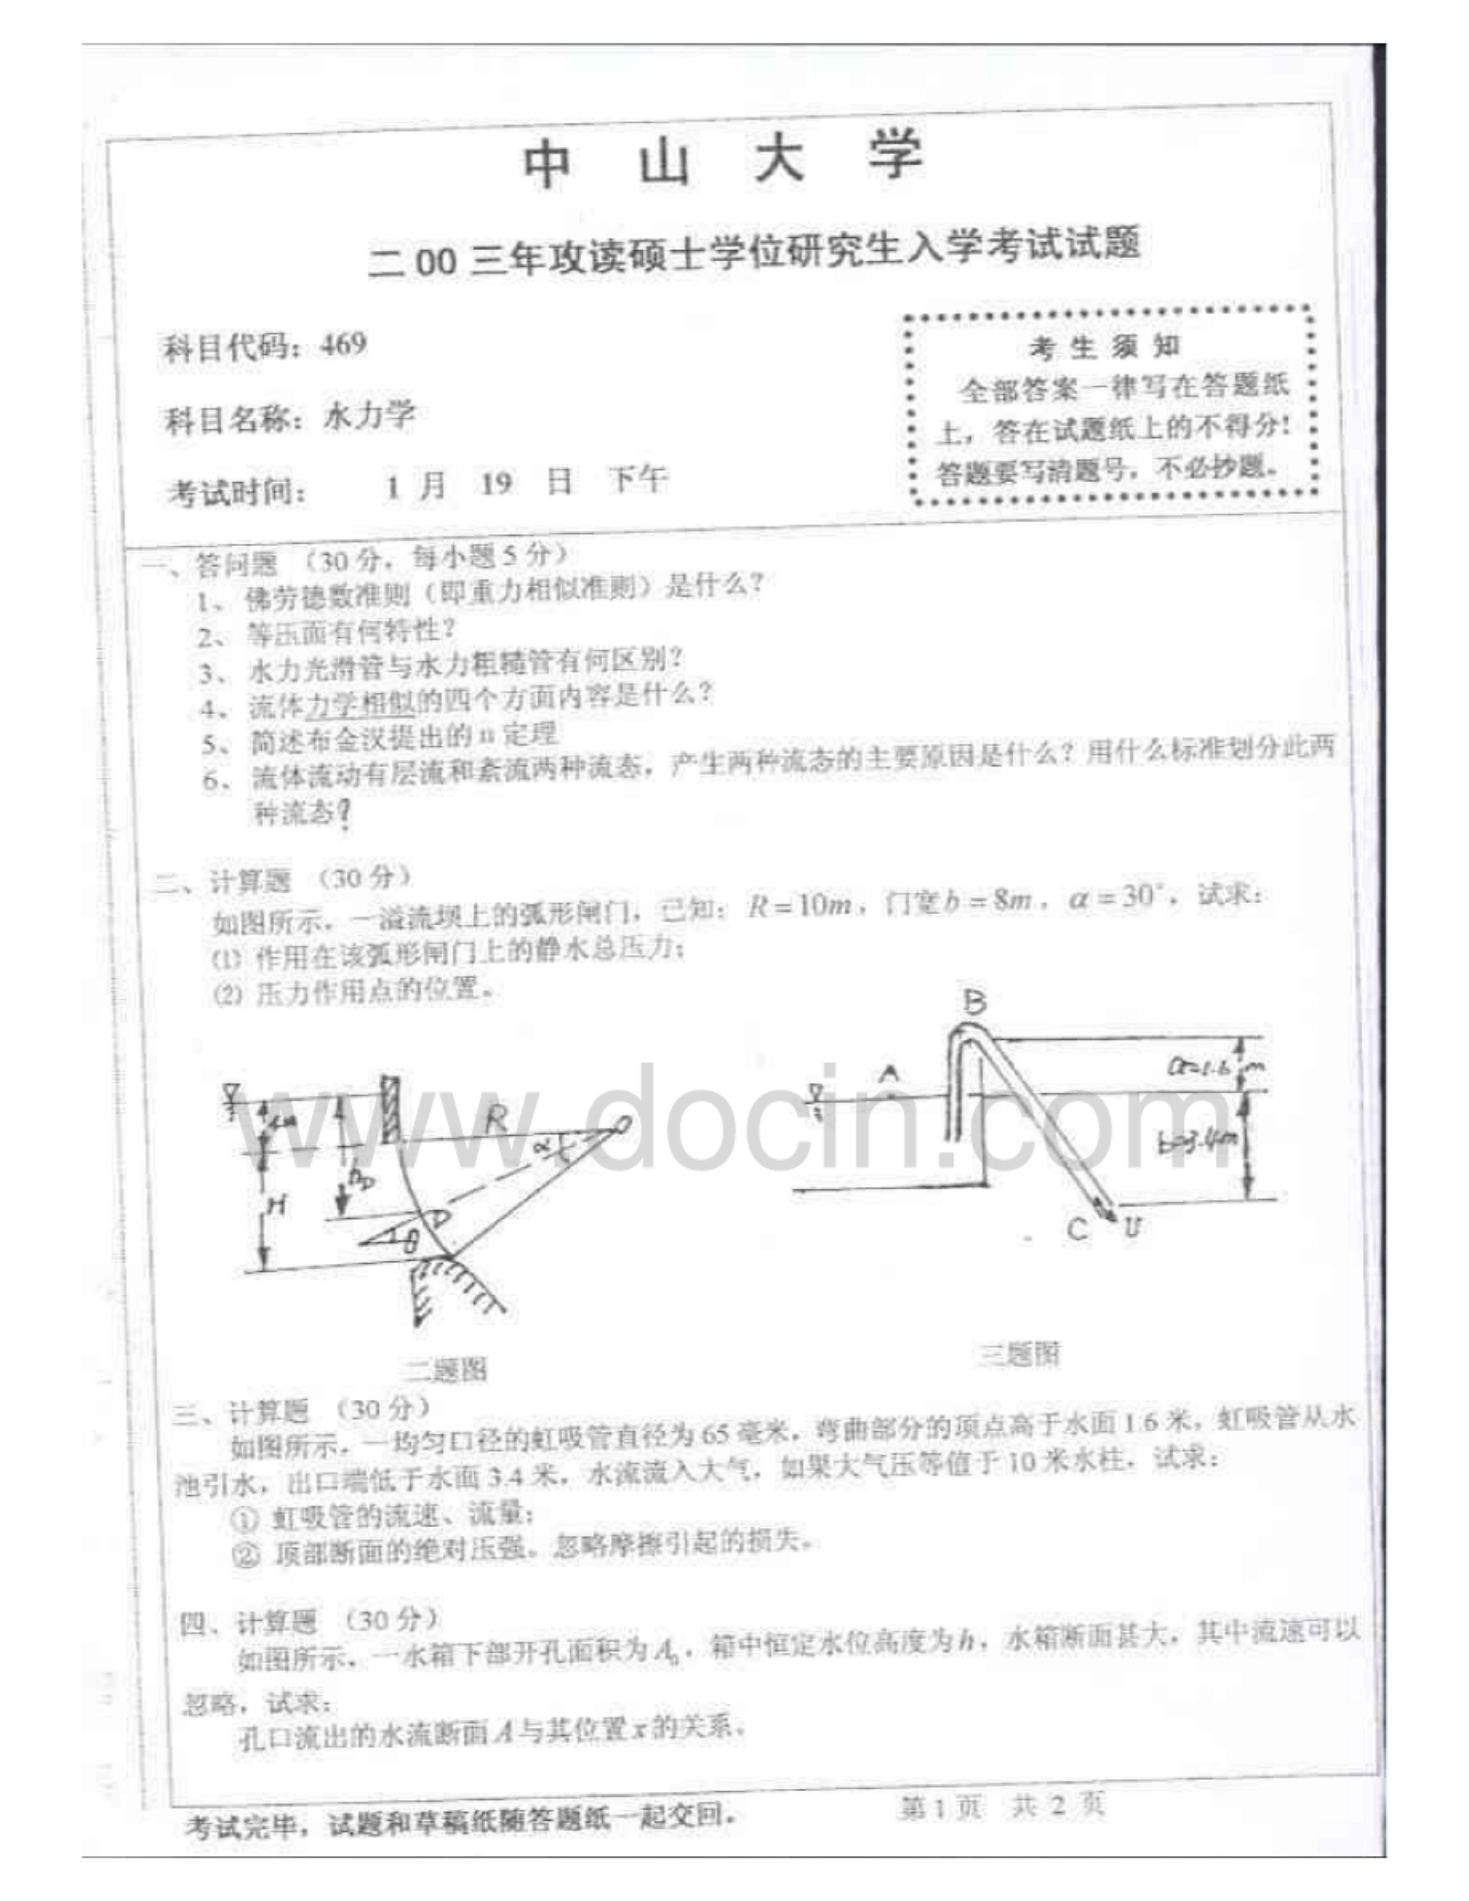 中 山 大 学
二00三年攻读硕士学位研究生入学考试试题
科目代码：469
科目名称：水力学
考试时间： 1 月 19 日 下午
考 生 须 知
全部答案一律写在答题纸
上，答在试题纸上的不得分！
答题要写清题号，不必抄题。
一、答问题 （30分，每小题5分）
1、佛劳德数准则（即重力相似准则）是什么？
2、等压面有何特性？
3、水力光滑管与水力粗糙管有何区别？
4、流体力学相似的四个方面内容是什么？
5、简述布金汉提出的π定理
6、流体流动有层流和紊流两种流态，产生两种流态的主要原因是什么？用什么标准划分此两
种流态？
二、计算题 （30分）
如图所示，一溢流坝上的弧形闸门，已知：R=10m，门宽b=8m，α=30°，试求：
(1) 作用在该弧形闸门上的静水总压力；
(2) 压力作用点的位置。
B
A
a=1.6m
b=3.4m
C U
R
O
α
hD
H
D
θ
www.docin.com
二题图
三题图
三、计算题 （30分）
如图所示，一均匀口径的虹吸管直径为65毫米，弯曲部分的顶点高于水面1.6米，虹吸管从水
池引水，出口端低于水面3.4米，水流流入大气，如果大气压等值于10米水柱，试求：
① 虹吸管的流速、流量；
② 顶部断面的绝对压强。忽略摩擦引起的损失。
四、计算题 （30分）
如图所示，一水箱下部开孔面积为A₀，箱中恒定水位高度为h，水箱断面甚大，其中流速可以
忽略，试求：
孔口流出的水流断面A与其位置x的关系。
考试完毕，试题和草稿纸随答题纸一起交回。
第 1 页 共 2 页